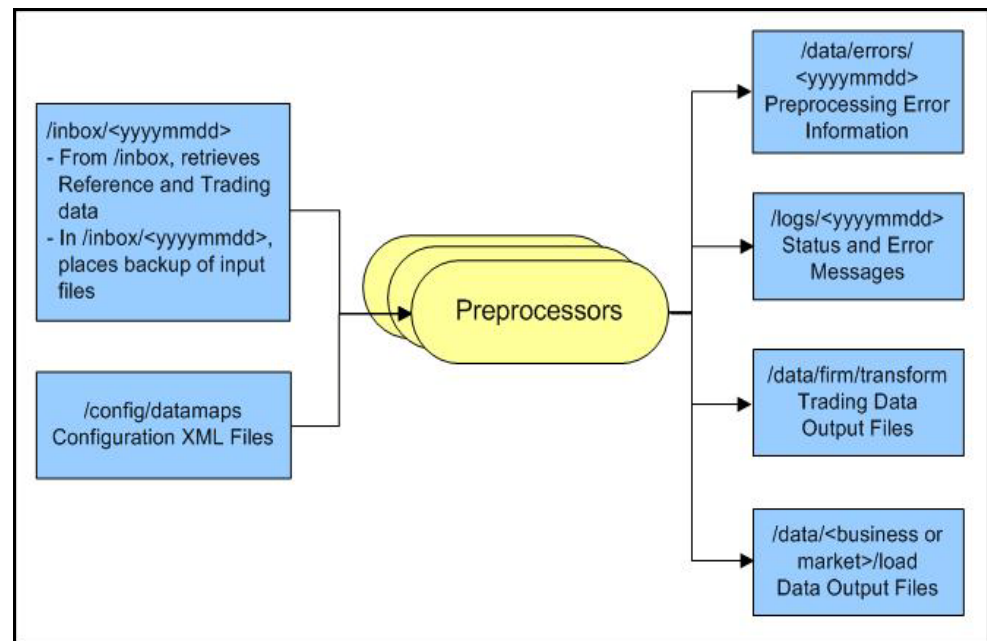 /inbox/<yyyymmdd>
- From /inbox, retrieves
Reference and Trading
data
- In /inbox/<yyyymmdd>,
places backup of input
files
/config/datamaps
Configuration XML Files
Preprocessors
/data/errors/
<yyyymmdd>
Preprocessing Error
Information
/logs/<yyyymmdd>
Status and Error
Messages
/data/firm/transform
Trading Data
Output Files
/data/<business or
market>/load
Data Output Files